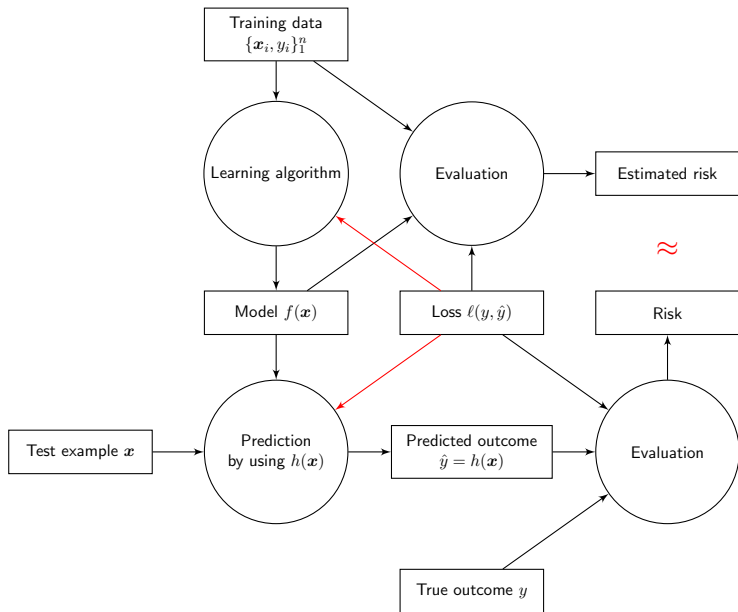 Training data
{𝒙ᵢ, yᵢ}₁ⁿ
Learning algorithm
Evaluation
Estimated risk
≈
Model f(𝒙)
Loss ℓ(y, ŷ)
Risk
Test example 𝒙
Prediction
by using h(𝒙)
Predicted outcome
ŷ = h(𝒙)
Evaluation
True outcome y